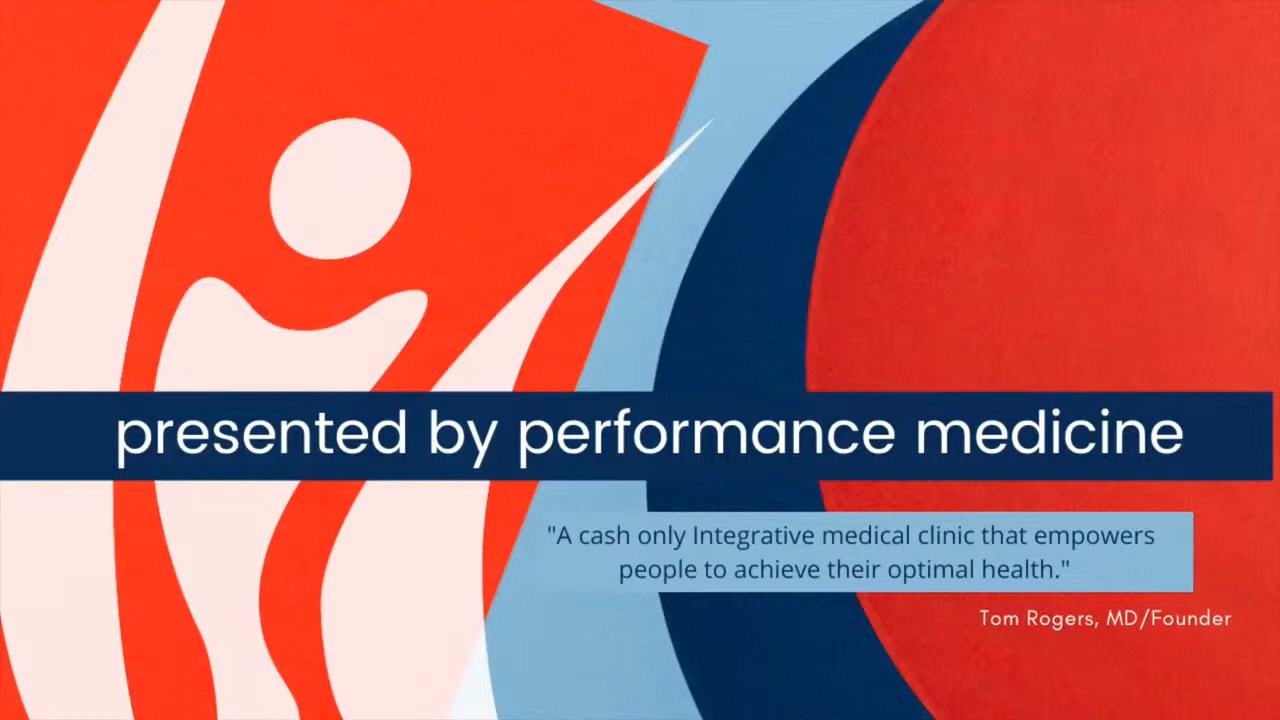 presented by performance medicine
"A cash only Integrative medical clinic that empowers
people to achieve their optimal health."
Tom Rogers, MD/Founder